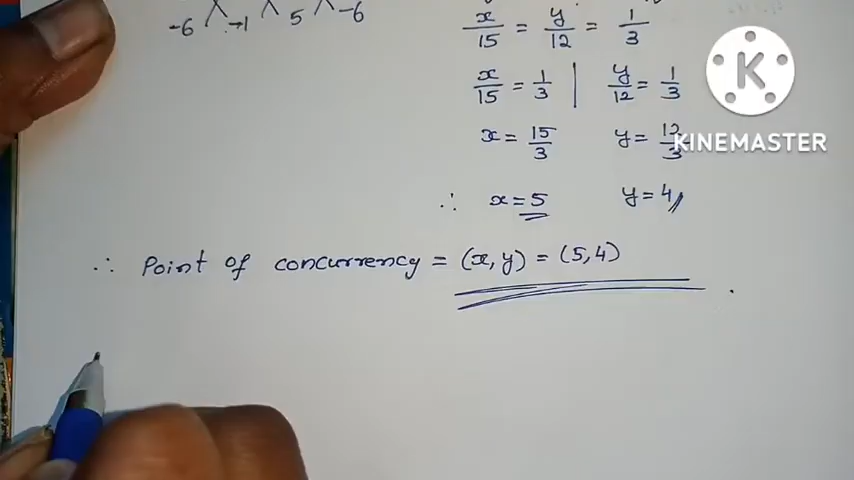 -6 -1 5 -6
x/15 = y/12 = 1/3
x/15 = 1/3 | y/12 = 1/3
x = 15/3 y = 12/3
∴ x = 5 y = 4
∴ Point of concurrency = (x, y) = (5, 4)
KINEMASTER